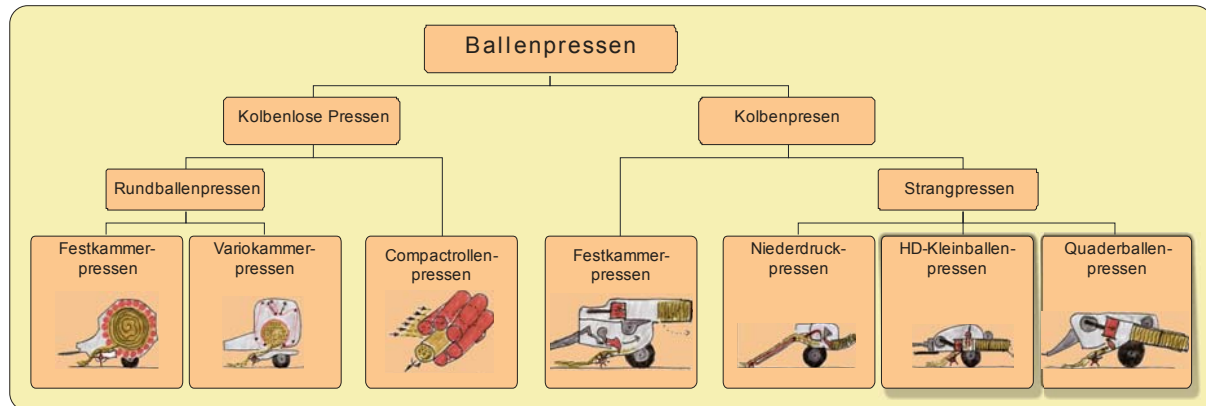 Ballenpressen
Kolbenlose Pressen
Kolbenpresen
Rundballenpressen
Strangpressen
Festkammer-
pressen
Variokammer-
pressen
Compactrollen-
pressen
Festkammer-
pressen
Niederdruck-
pressen
HD-Kleinballen-
pressen
Quaderballen-
pressen